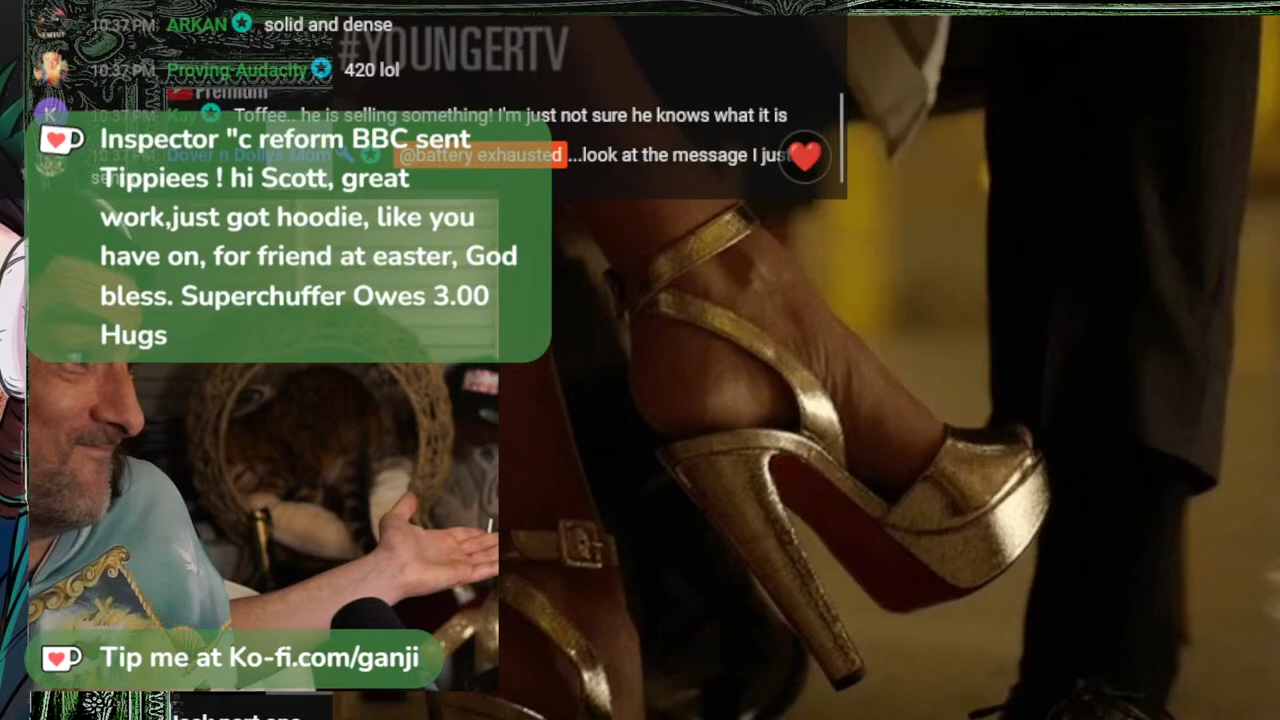 10:37 PM ARKAN solid and dense
#YOUNGERTV
10:37 PM Proving-Audacity 420 lol
Premium
K 10:37 PM Kay Toffee.. he is selling something! I'm just not sure he knows what it is
10:37 PM Dover n Dollys Mom @battery exhausted ...look at the message I just
sent
Inspector "c reform BBC sent
Tippiees ! hi Scott, great
work,just got hoodie, like you
have on, for friend at easter, God
bless. Superchuffer Owes 3.00
Hugs
Tip me at Ko-fi.com/ganji